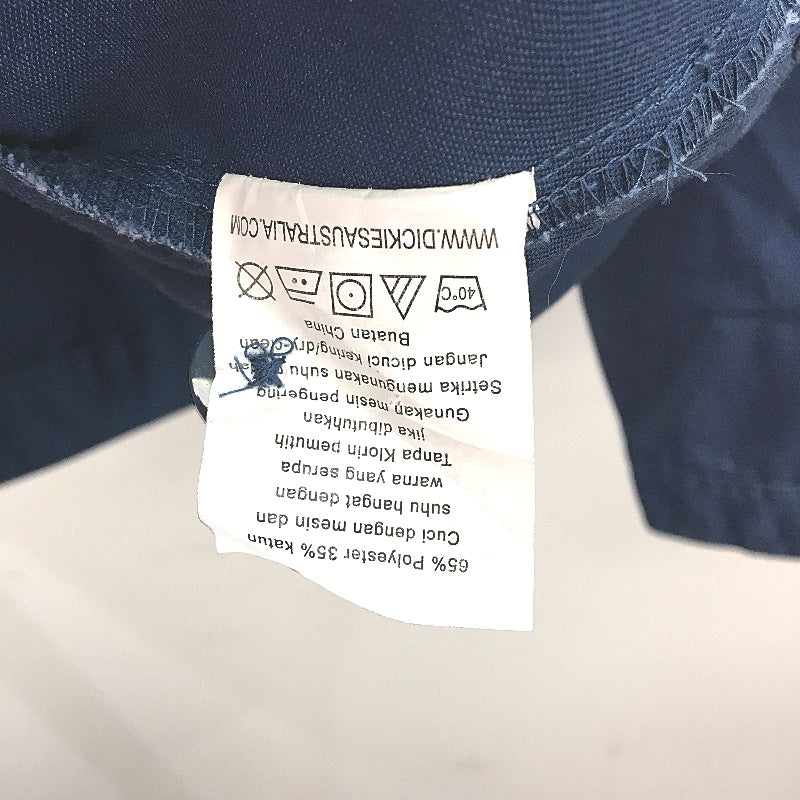 65% Polyester 35% katun
Cuci dengan mesin dan
suhu hangat dengan
warna yang serupa
Tanpa Klorin pemutih
jika dibutuhkan
Gunakan mesin pengering
Setrika mengunakan suhu
Jangan dicuci kering/dry-clean
Buatan China
40°C
WWW.DICKIESAUSTRALIA.COM